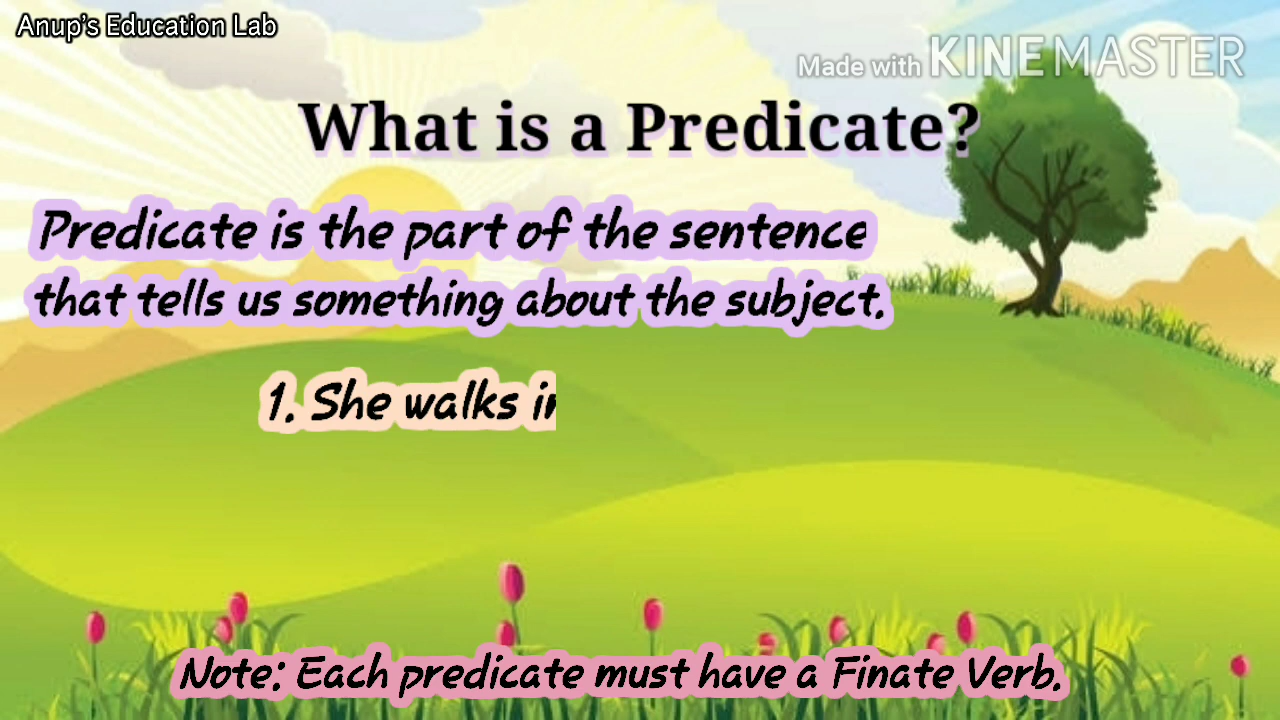 Anup's Education Lab
Made with KINEMASTER
What is a Predicate?
Predicate is the part of the sentence
that tells us something about the subject.
1. She walks
Note: Each predicate must have a Finate Verb.